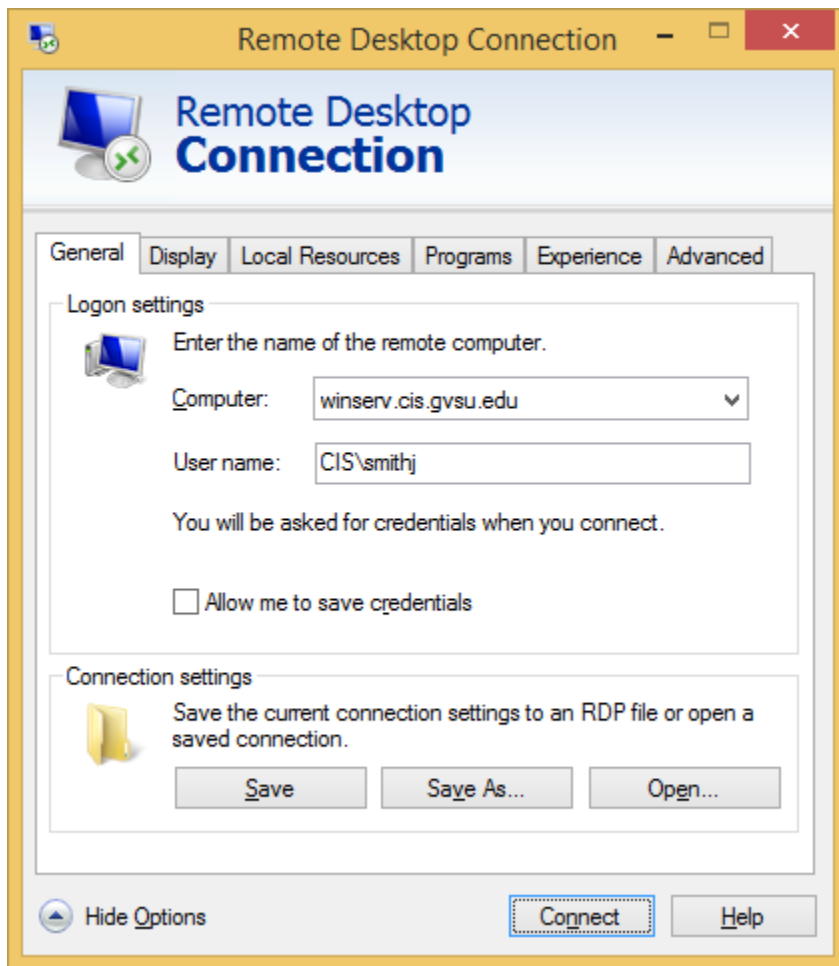 Remote Desktop Connection
Remote Desktop
Connection
General Display Local Resources Programs Experience Advanced
Logon settings
Enter the name of the remote computer.
Computer: winserv.cis.gvsu.edu
User name: CIS\smithj
You will be asked for credentials when you connect.
Allow me to save credentials
Connection settings
Save the current connection settings to an RDP file or open a
saved connection.
Save Save As... Open...
Hide Options Connect Help